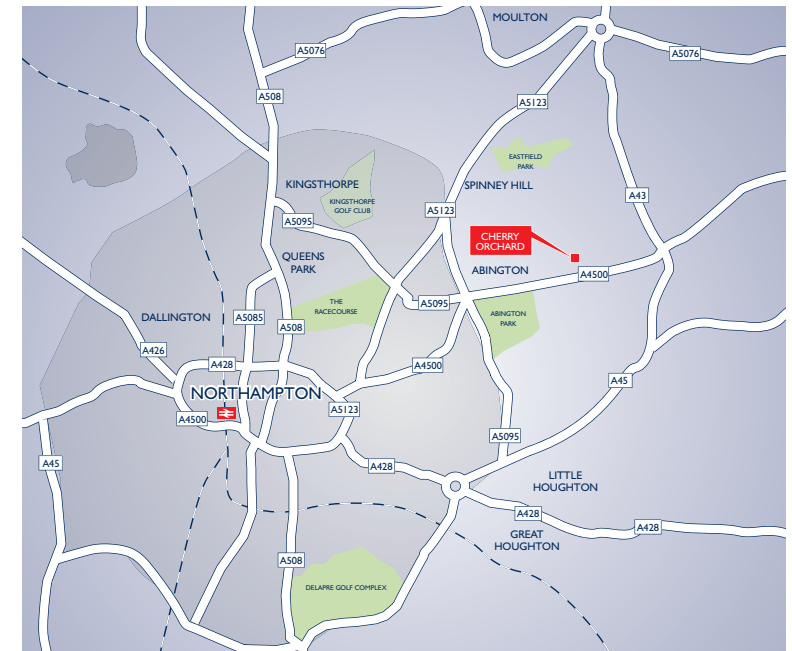 MOULTON
A5076
A5076
A508
A5123
EASTFIELD
PARK
KINGSTHORPE
SPINNEY HILL
A43
KINGSTHORPE
GOLF CLUB
A5123
A5095
CHERRY
ORCHARD
QUEENS
PARK
ABINGTON
A4500
THE
RACECOURSE
A5095
DALLINGTON
A5085
A508
ABINGTON
PARK
A426
A428
A4500
A45
NORTHAMPTON
A4500
A5123
A5095
A45
A428
LITTLE
HOUGHTON
A428
A428
GREAT
HOUGHTON
A508
DELAPRE GOLF COMPLEX